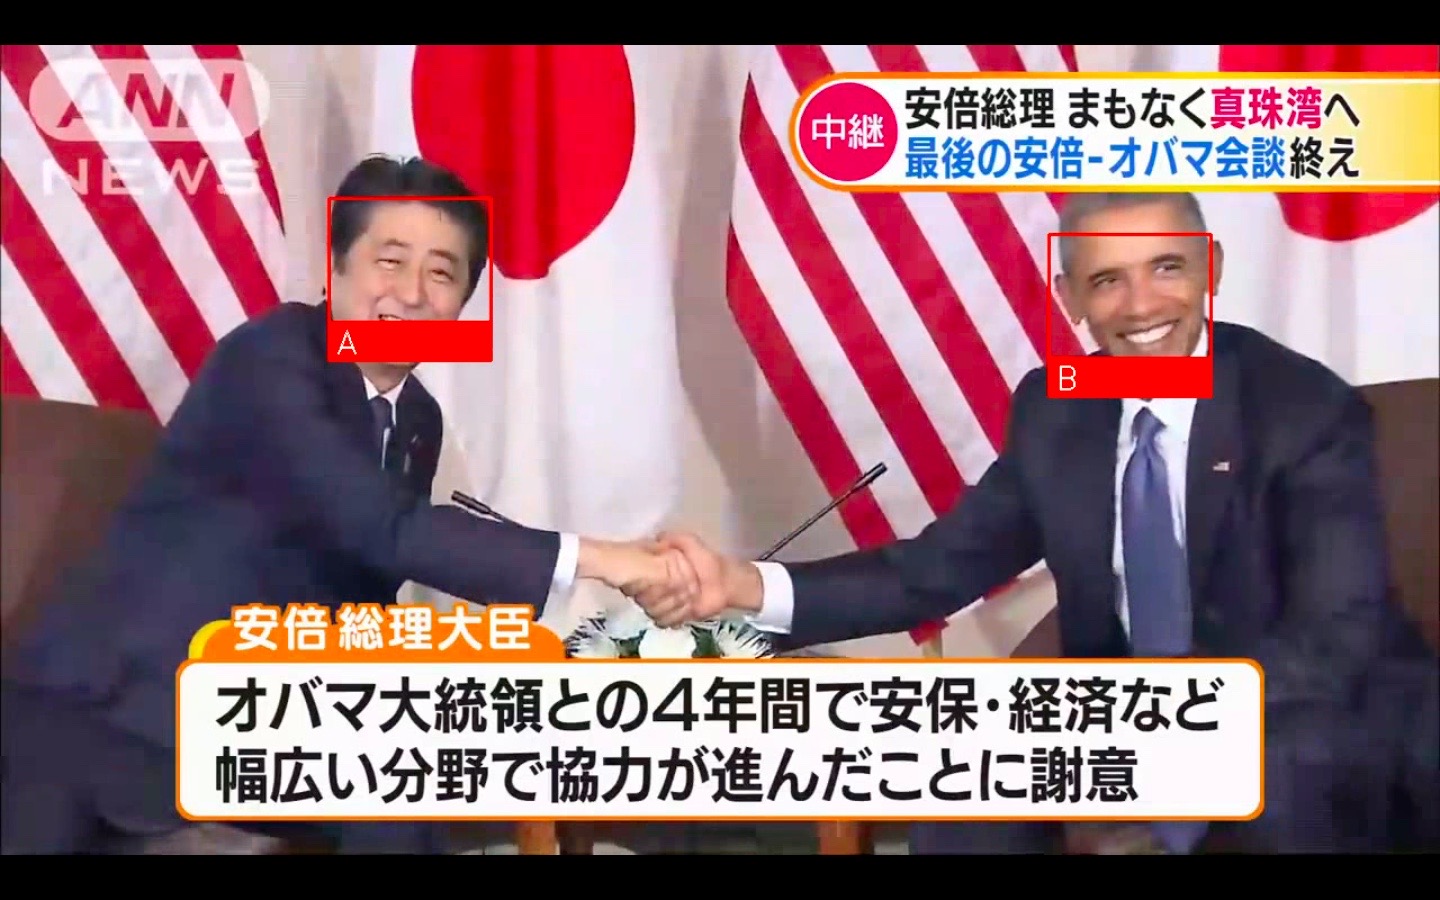 ANN
NEWS
中継
安倍総理 まもなく真珠湾へ
最後の安倍-オバマ会談終え
A
B
安倍総理大臣
オバマ大統領との4年間で安保・経済など
幅広い分野で協力が進んだことに謝意